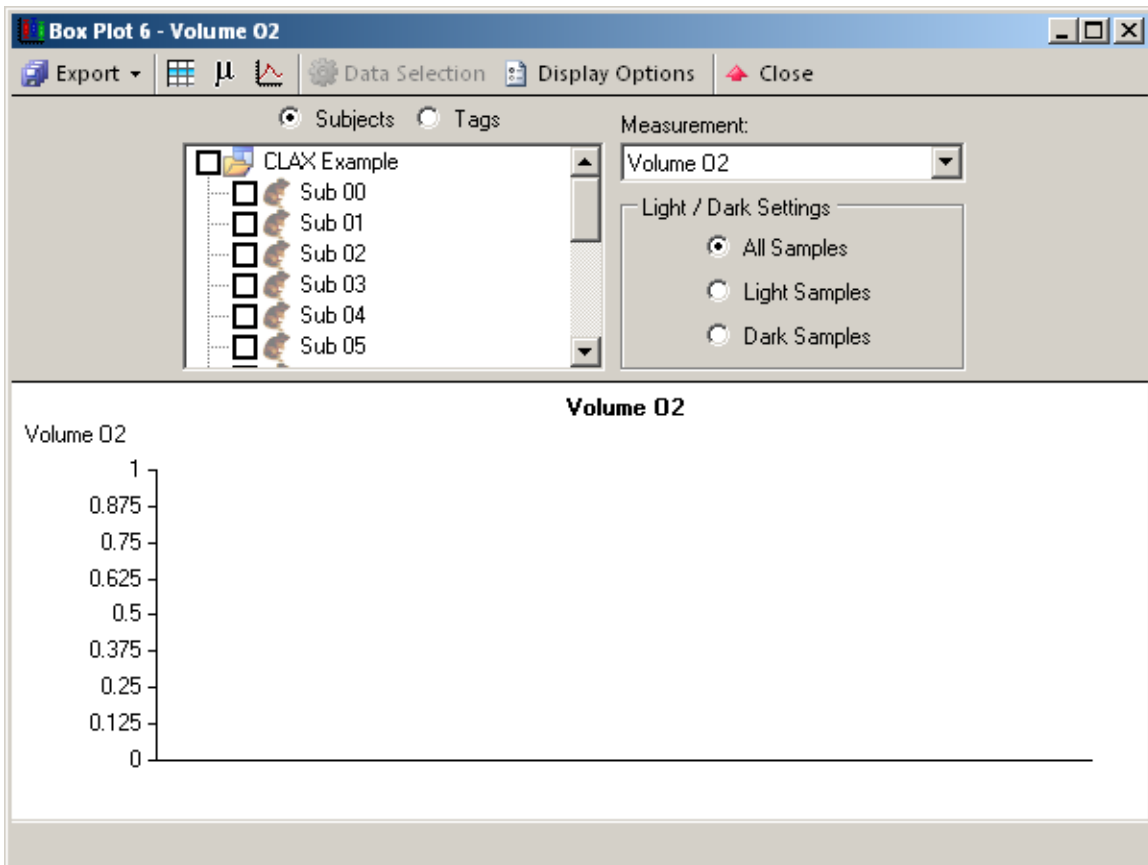 Box Plot 6 - Volume O2
Export μ Data Selection Display Options Close
Subjects Tags
Measurement:
CLAX Example
Volume O2
Sub 00
Light / Dark Settings
Sub 01
All Samples
Sub 02
Sub 03
Light Samples
Sub 04
Dark Samples
Sub 05
Volume O2
Volume O2
1
0.875
0.75
0.625
0.5
0.375
0.25
0.125
0